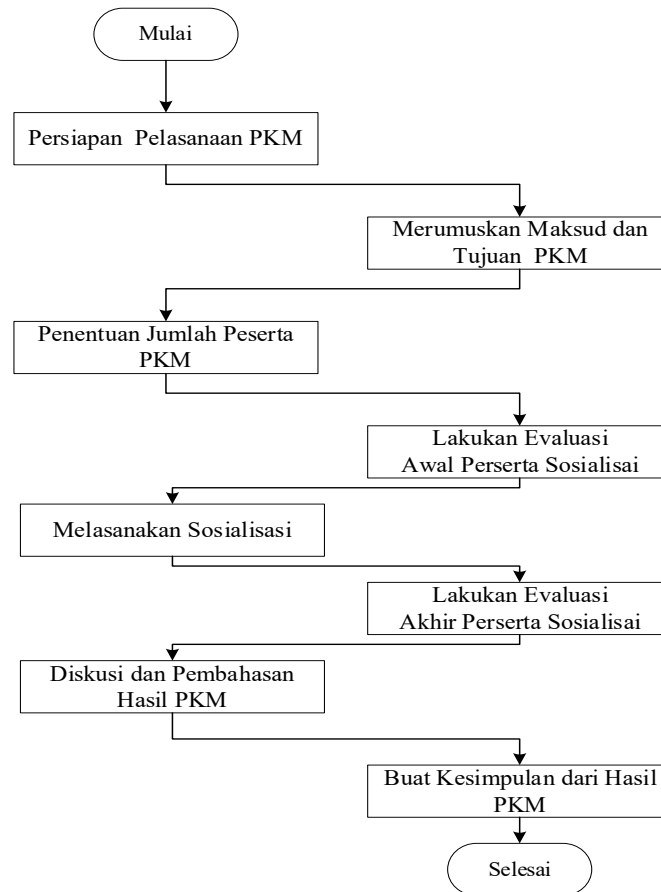 Mulai
Persiapan  Pelasanaan PKM
Merumuskan Maksud dan
Tujuan  PKM
Penentuan Jumlah Peserta
PKM
Lakukan Evaluasi
Awal Perserta Sosialisai
Melasanakan Sosialisasi
Lakukan Evaluasi
Akhir Perserta Sosialisai
Diskusi dan Pembahasan
Hasil PKM
Buat Kesimpulan dari Hasil
PKM
Selesai